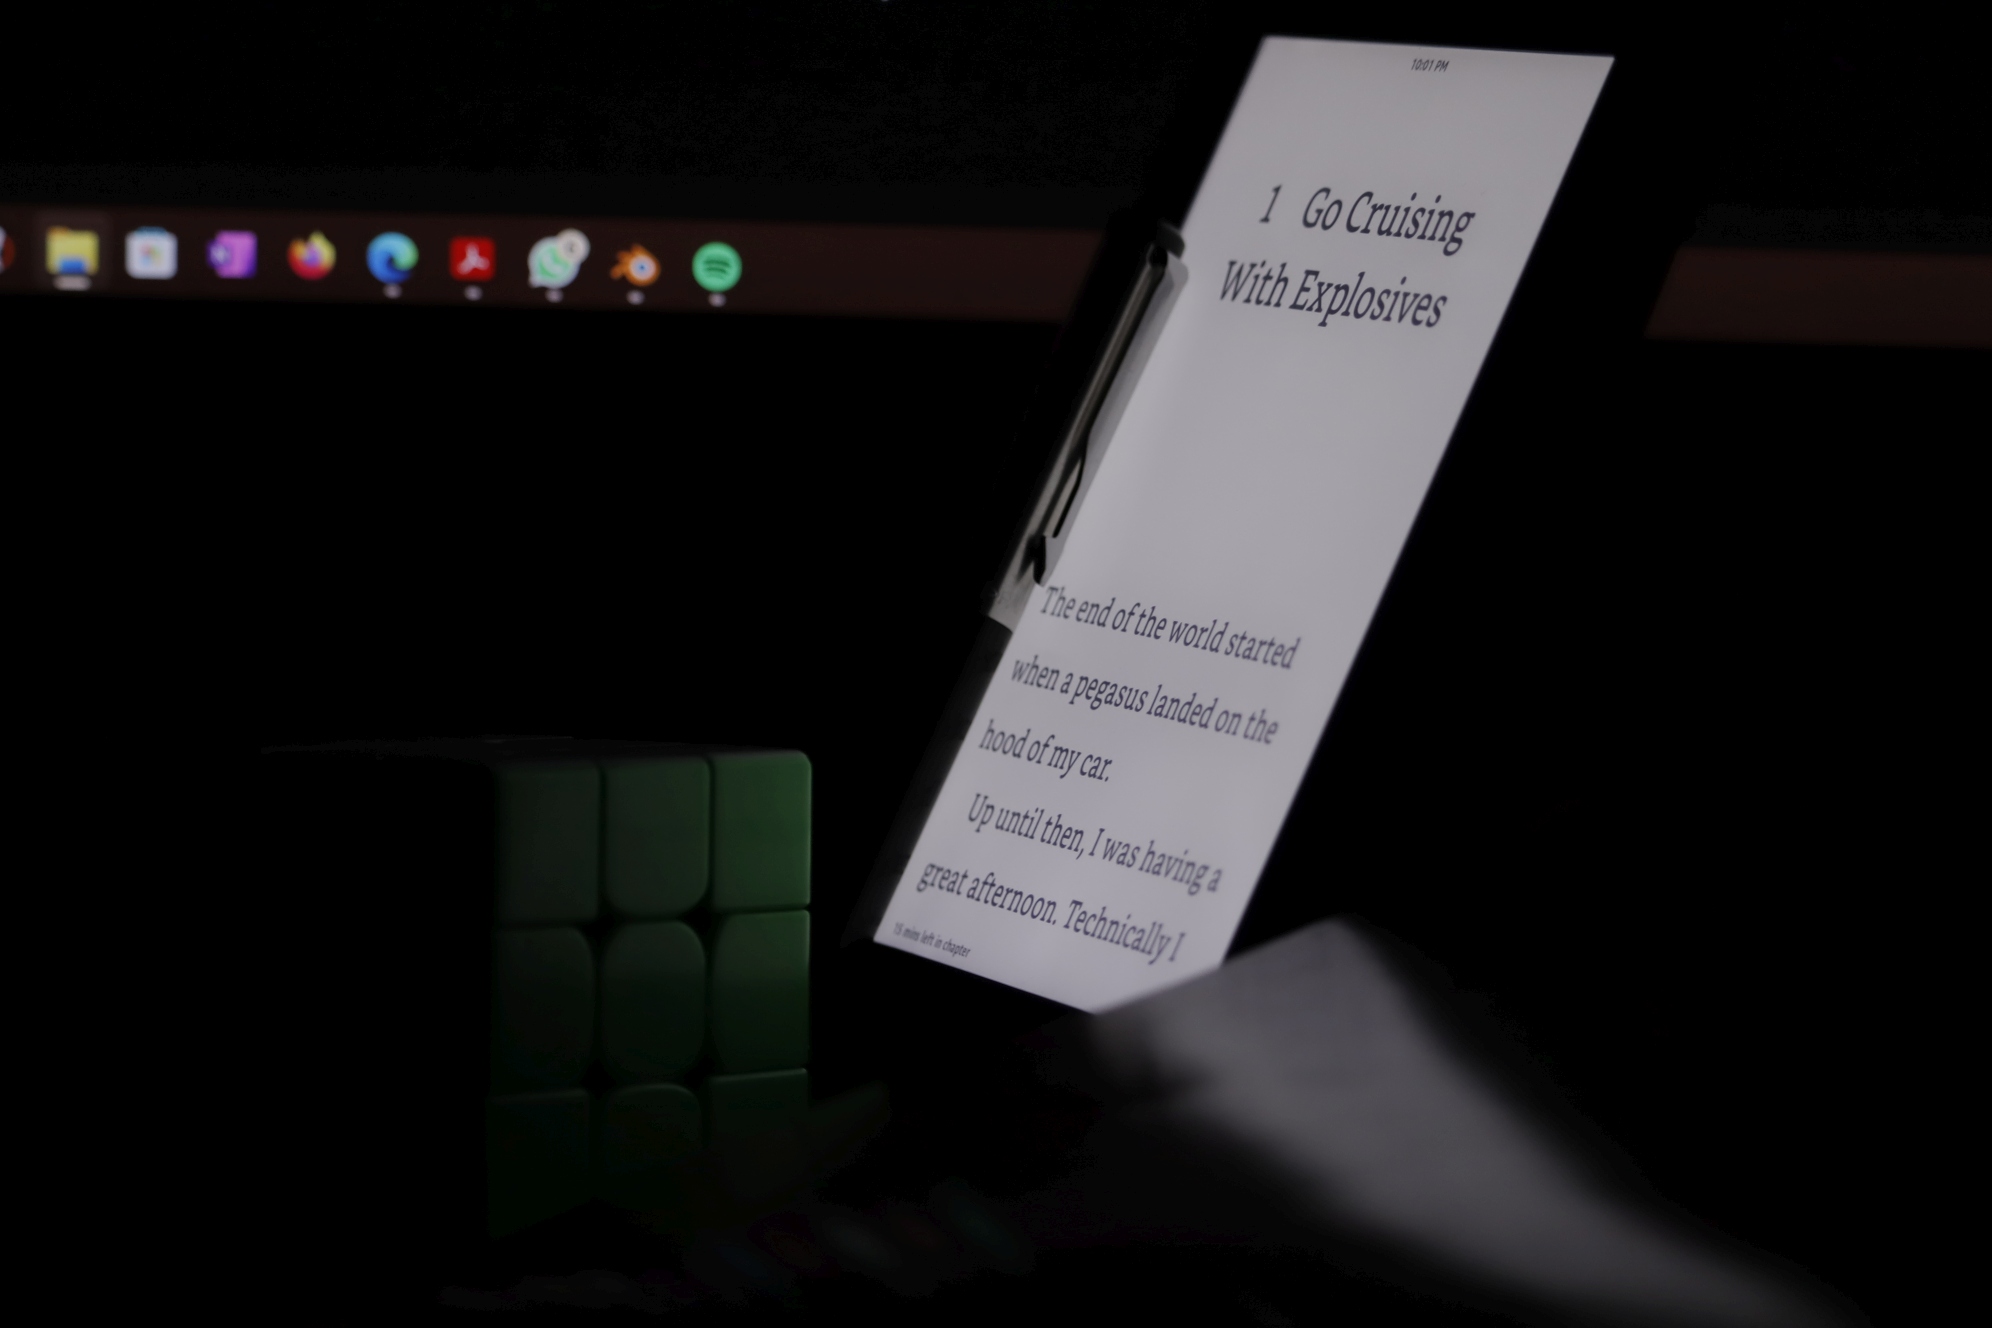 10:01 PM
1 Go Cruising
With Explosives
The end of the world started
when a pegasus landed on the
hood of my car.
Up until then, I was having a
great afternoon. Technically I
15 mins left in chapter